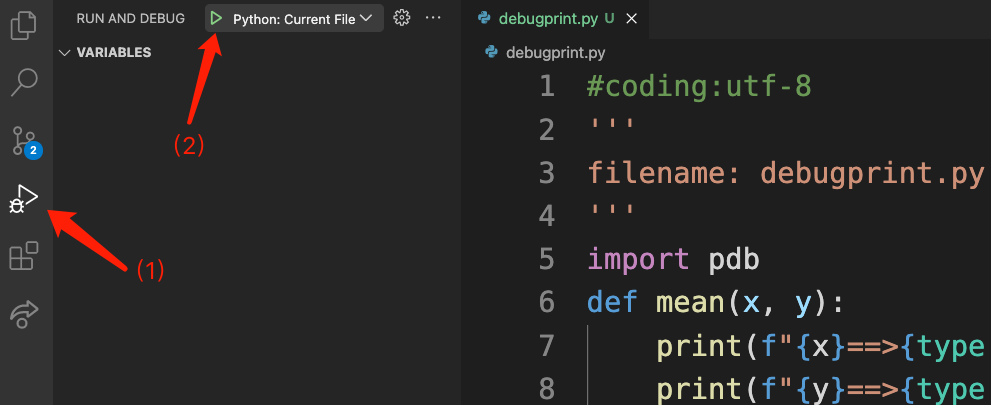 RUN AND DEBUG
Python: Current File
VARIABLES
(2)
2
(1)
debugprint.py U
debugprint.py
1 #coding:utf-8
2 '''
3 filename: debugprint.py
4 '''
5 import pdb
6 def mean(x, y):
7 print(f"{x}==>{type
8 print(f"{y}==>{type